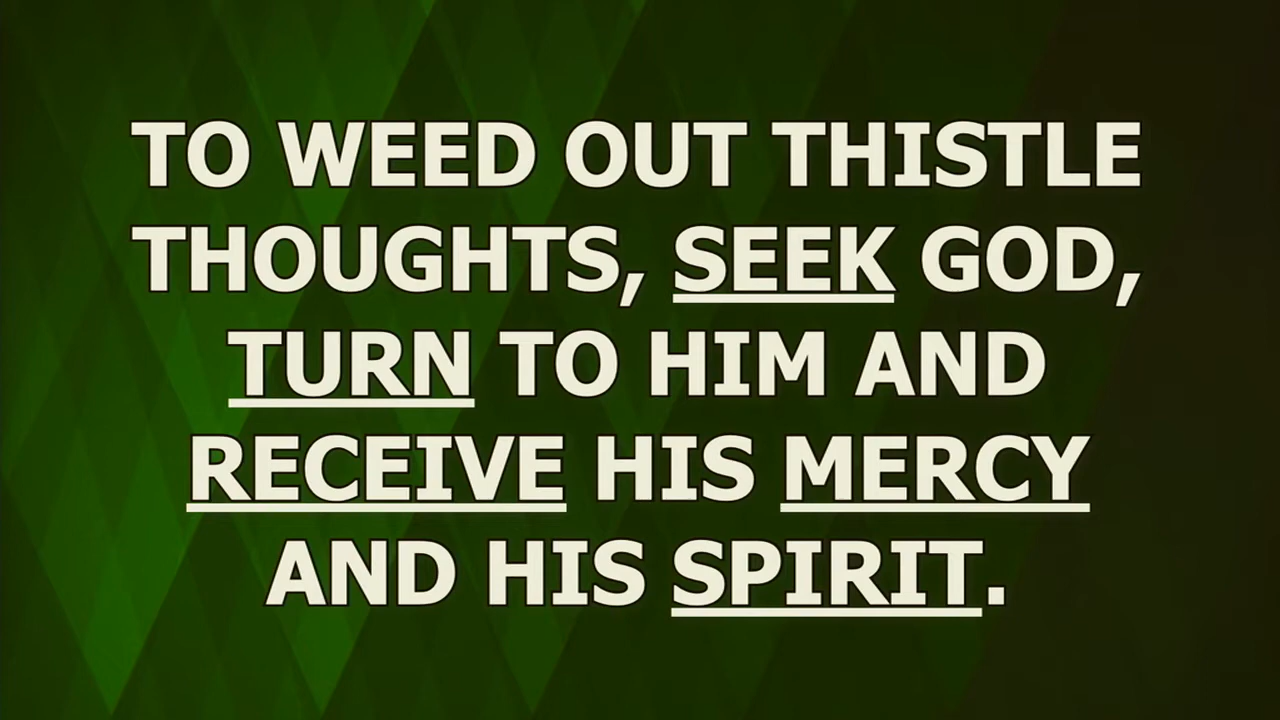 TO WEED OUT THISTLE
THOUGHTS, SEEK GOD,
TURN TO HIM AND
RECEIVE HIS MERCY
AND HIS SPIRIT.